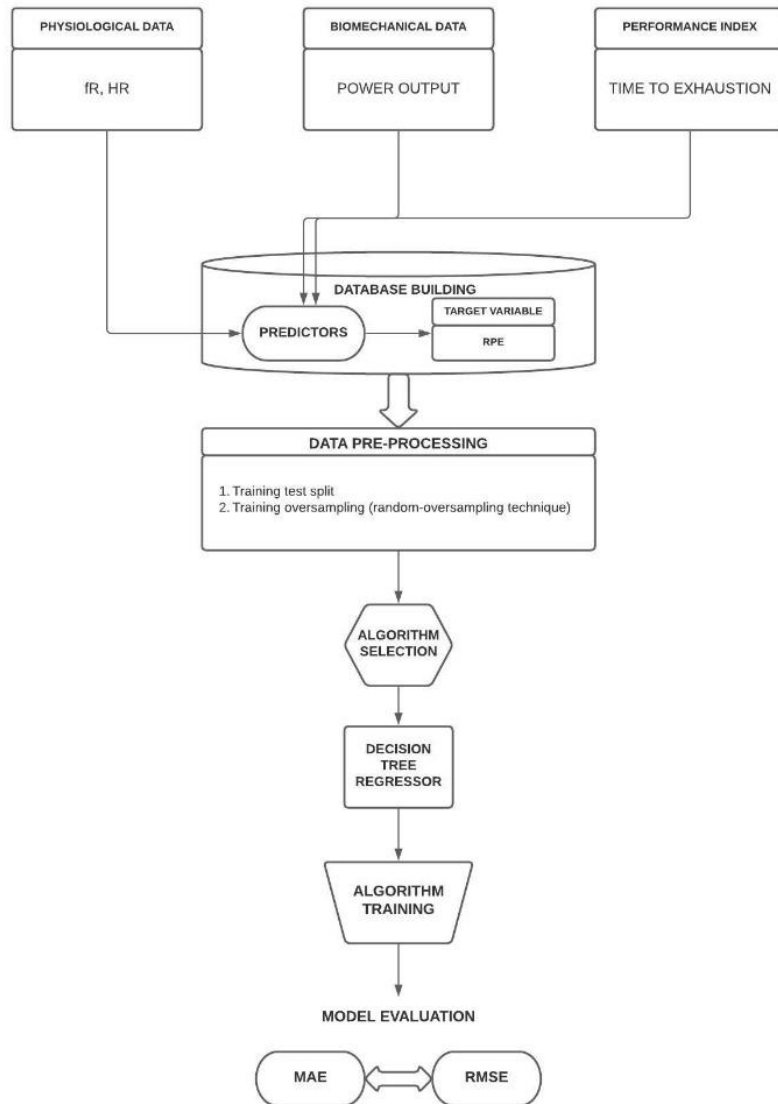 PHYSIOLOGICAL DATA
fR, HR
BIOMECHANICAL DATA
POWER OUTPUT
PERFORMANCE INDEX
TIME TO EXHAUSTION
DATABASE BUILDING
PREDICTORS
TARGET VARIABLE
RPE
DATA PRE-PROCESSING
1. Training test split
2. Training oversampling (random-oversampling technique)
ALGORITHM
SELECTION
DECISION
TREE
REGRESSOR
ALGORITHM
TRAINING
MODEL EVALUATION
MAE
RMSE